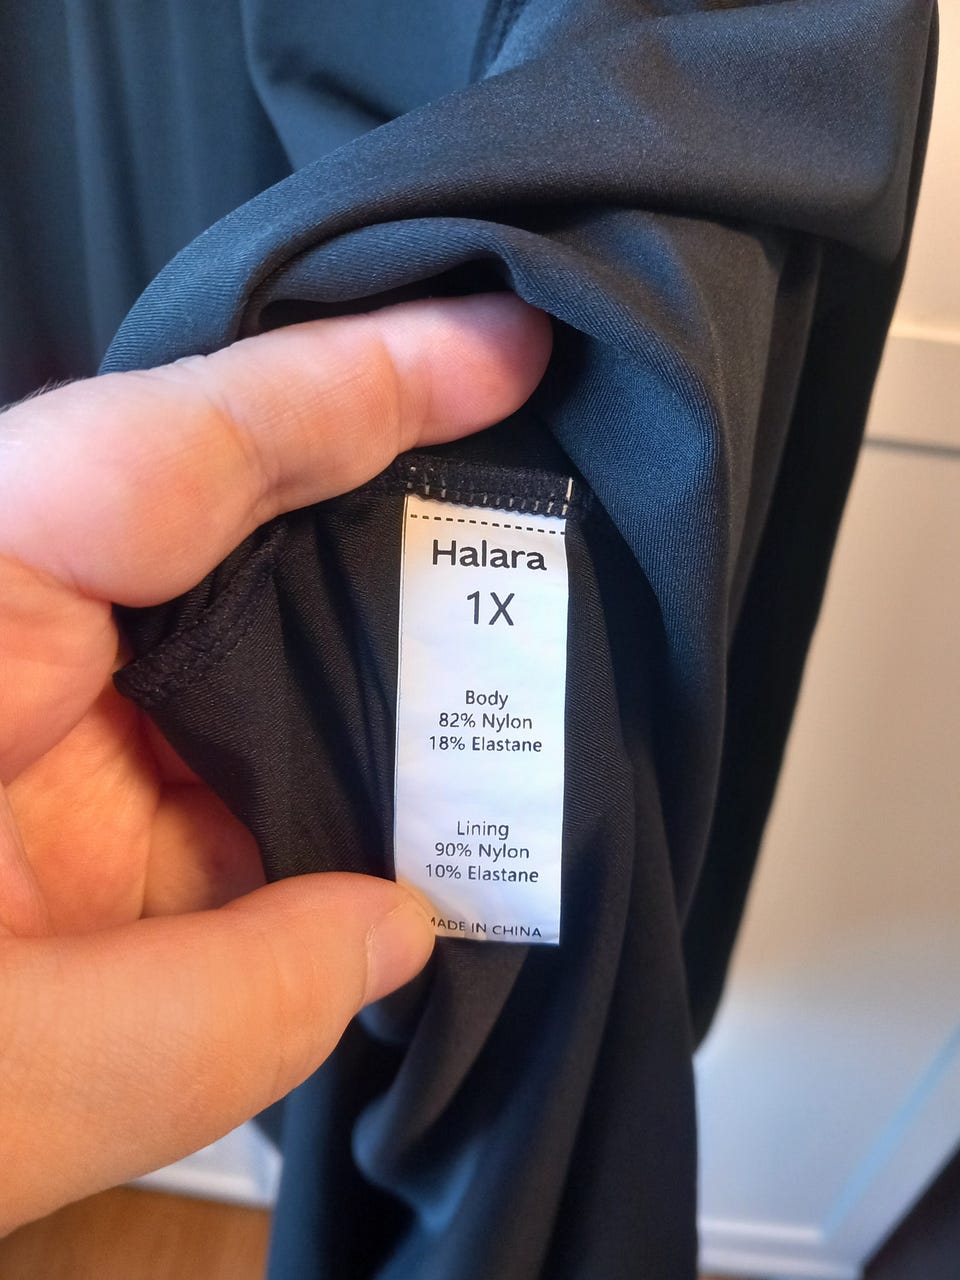 Halara
1X
Body
82% Nylon
18% Elastane
Lining
90% Nylon
10% Elastane
MADE IN CHINA